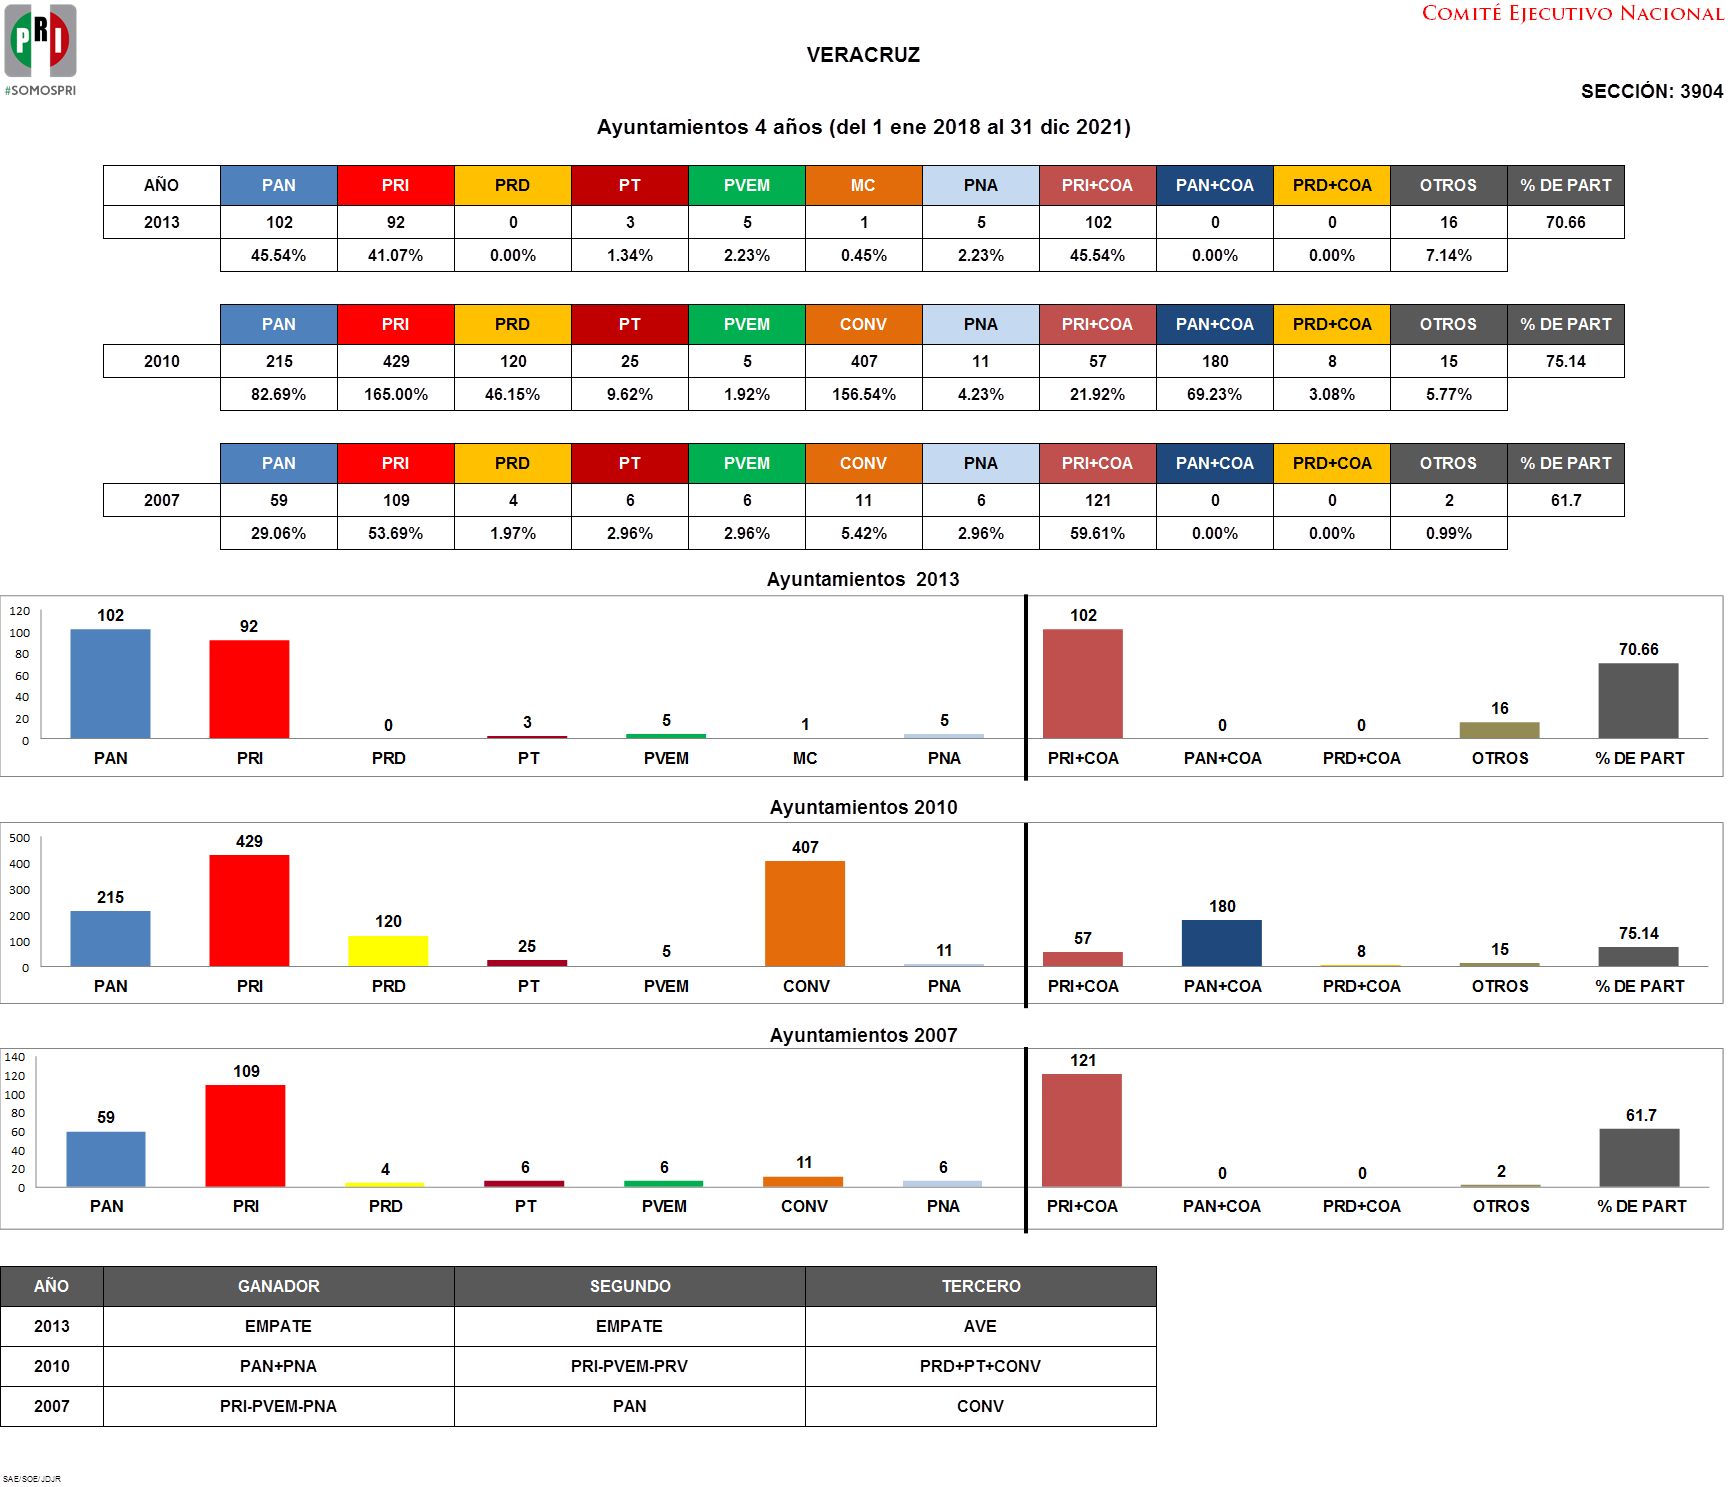 COMITÉ EJECUTIVO NACIONAL
PRI
#SOMOSPRI
VERACRUZ
SECCIÓN: 3904
Ayuntamientos 4 años (del 1 ene 2018 al 31 dic 2021)
AÑO PAN PRI PRD PT PVEM MC PNA PRI+COA PAN+COA PRD+COA OTROS % DE PART
2013 102 92 0 3 5 1 5 102 0 0 16 70.66
45.54% 41.07% 0.00% 1.34% 2.23% 0.45% 2.23% 45.54% 0.00% 0.00% 7.14%
PAN PRI PRD PT PVEM CONV PNA PRI+COA PAN+COA PRD+COA OTROS % DE PART
2010 215 429 120 25 5 407 11 57 180 8 15 75.14
82.69% 165.00% 46.15% 9.62% 1.92% 156.54% 4.23% 21.92% 69.23% 3.08% 5.77%
PAN PRI PRD PT PVEM CONV PNA PRI+COA PAN+COA PRD+COA OTROS % DE PART
2007 59 109 4 6 6 11 6 121 0 0 2 61.7
29.06% 53.69% 1.97% 2.96% 2.96% 5.42% 2.96% 59.61% 0.00% 0.00% 0.99%
Ayuntamientos 2013
120
100
80
60
40
20
0
102 92 0 3 5 1 5 102 0 0 16 70.66
PAN PRI PRD PT PVEM MC PNA PRI+COA PAN+COA PRD+COA OTROS % DE PART
Ayuntamientos 2010
500
400
300
200
100
0
215 429 120 25 5 407 11 57 180 8 15 75.14
PAN PRI PRD PT PVEM CONV PNA PRI+COA PAN+COA PRD+COA OTROS % DE PART
Ayuntamientos 2007
140
120
100
80
60
40
20
0
59 109 4 6 6 11 6 121 0 0 2 61.7
PAN PRI PRD PT PVEM CONV PNA PRI+COA PAN+COA PRD+COA OTROS % DE PART
AÑO GANADOR SEGUNDO TERCERO
2013 EMPATE EMPATE AVE
2010 PAN+PNA PRI-PVEM-PRV PRD+PT+CONV
2007 PRI-PVEM-PNA PAN CONV
SAE/SOE/JDJR